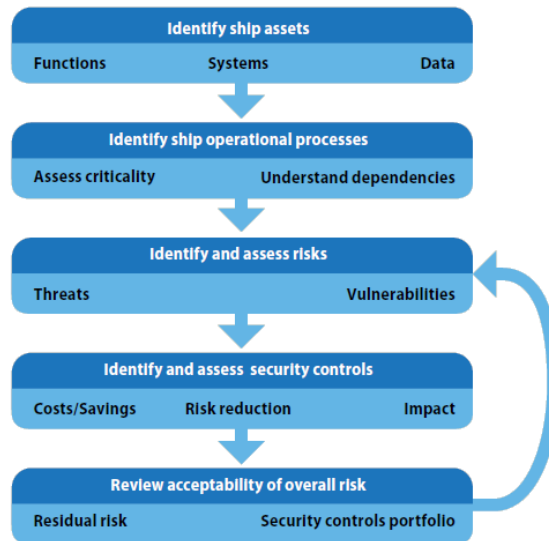 Identify ship assets
Functions Systems Data
Identify ship operational processes
Assess criticality Understand dependencies
Identify and assess risks
Threats Vulnerabilities
Identify and assess security controls
Costs/Savings Risk reduction Impact
Review acceptability of overall risk
Residual risk Security controls portfolio